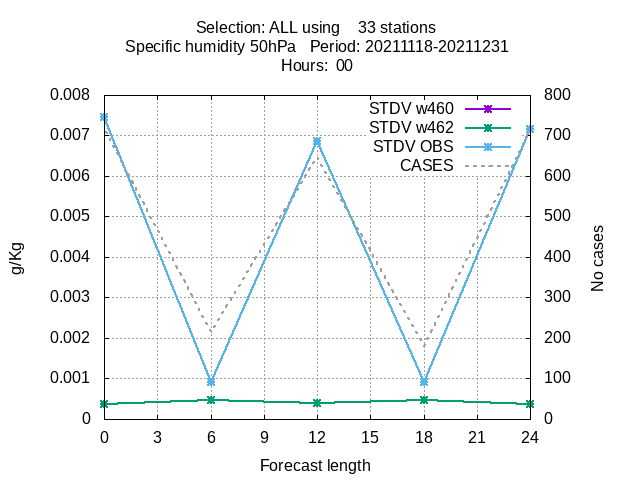 Selection: ALL using    33 stations
Specific humidity 50hPa   Period: 20211118-20211231
Hours:  00
0.008
0.007
0.006
0.005
0.004
0.003
0.002
0.001
0
g/Kg
STDV w460
STDV w462
STDV OBS
CASES
800
700
600
500
400
300
200
100
0
No cases
0 3 6 9 12 15 18 21 24
Forecast length